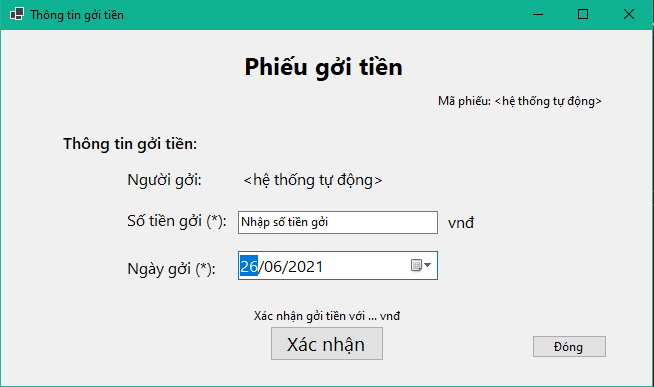 Thông tin gởi tiền
Phiếu gởi tiền
Mã phiếu: <hệ thống tự động>
Thông tin gởi tiền:
Người gởi: <hệ thống tự động>
Số tiền gởi (*): Nhập số tiền gởi vnđ
Ngày gởi (*): 26/06/2021
Xác nhận gởi tiền với ... vnđ
Xác nhận
Đóng